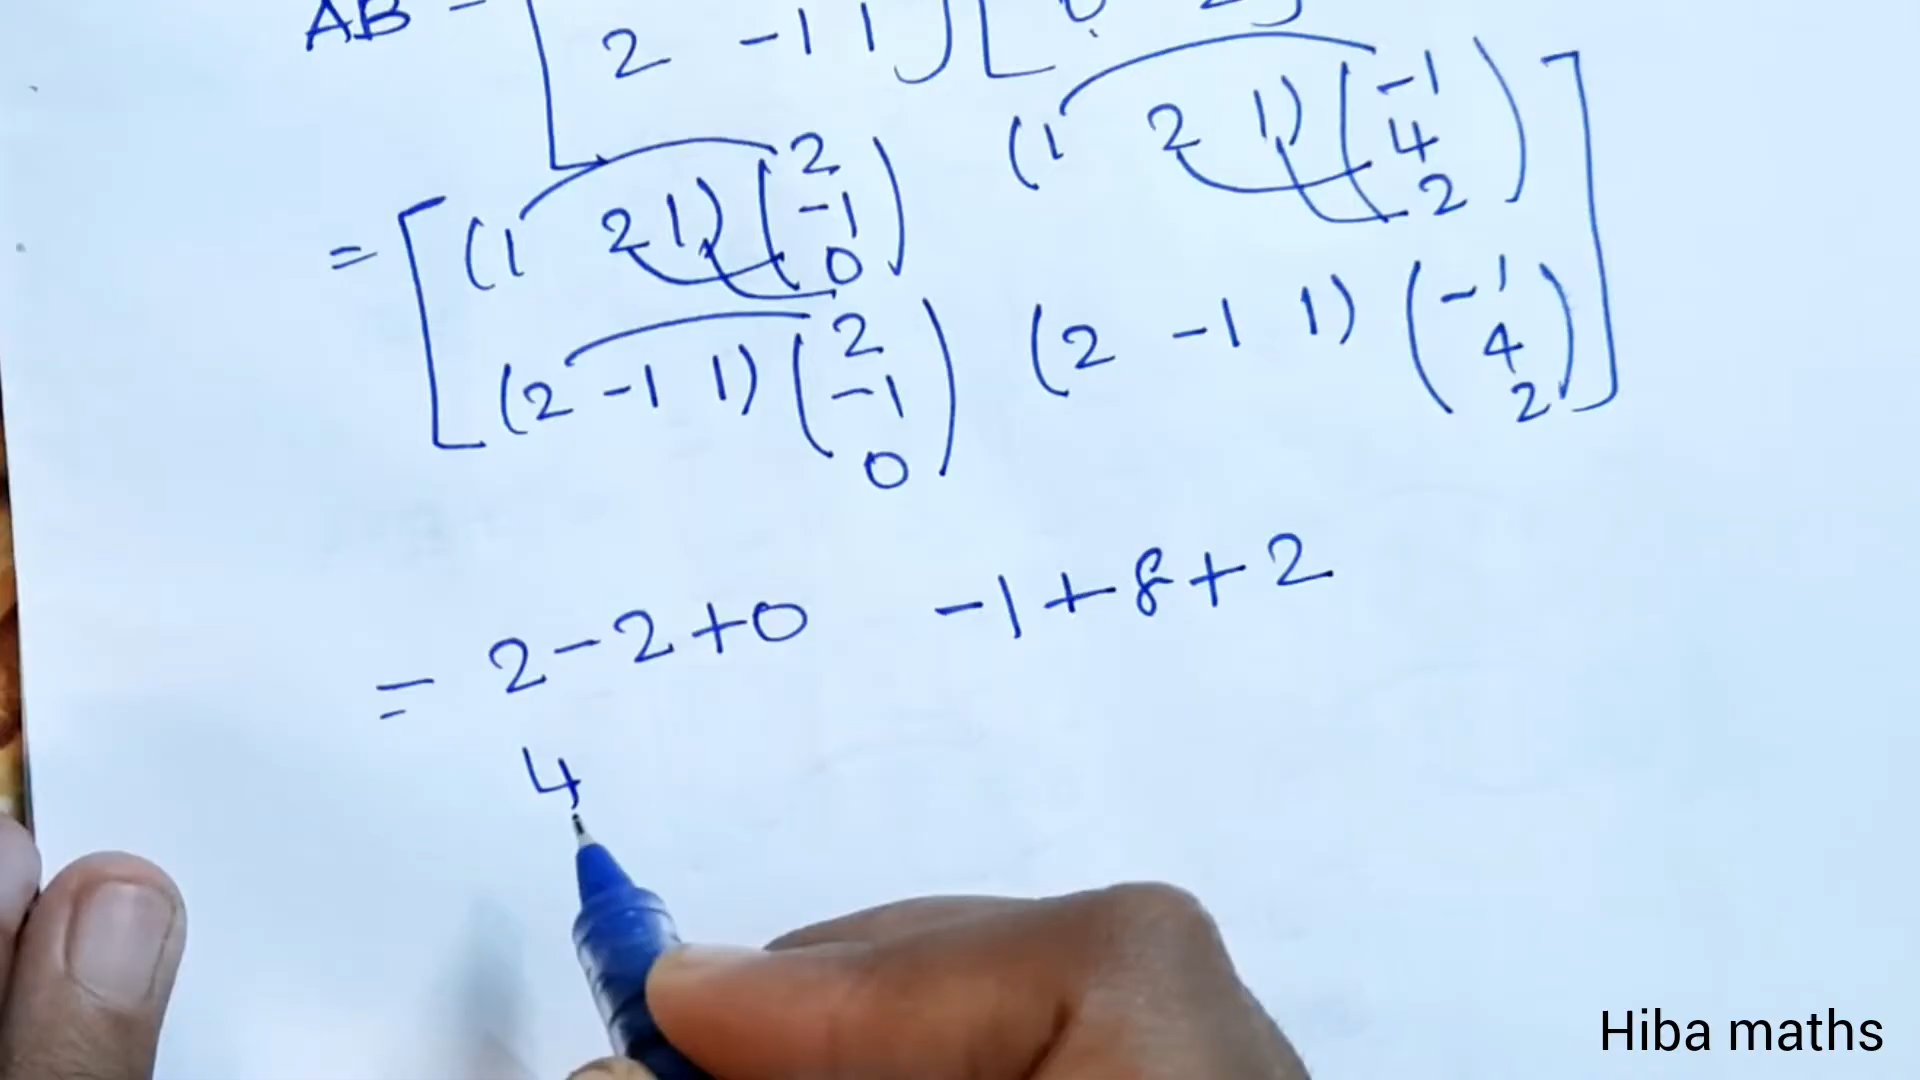 AB =
2 -1 1
= [ (1 2 1) ( 2 -1 0 ) (1 2 1) ( -1 4 2 )
(2 -1 1) ( 2 -1 0 ) (2 -1 1) ( -1 4 2 ) ]
= 2-2+0 -1+8+2
4
Hiba maths